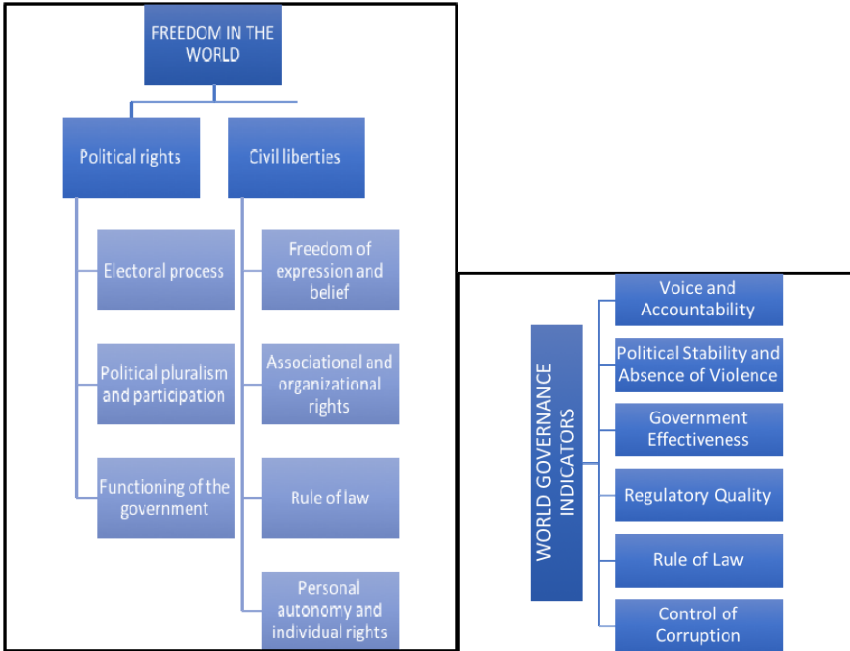 FREEDOM IN THE
WORLD
Political rights
Civil liberties
Electoral process
Political pluralism
and participation
Functioning of the
government
Freedom of
expression and
belief
Associational and
organizational
rights
Rule of law
Personal
autonomy and
individual rights
WORLD GOVERNANCE
INDICATORS
Voice and
Accountability
Political Stability and
Absence of Violence
Government
Effectiveness
Regulatory Quality
Rule of Law
Control of
Corruption